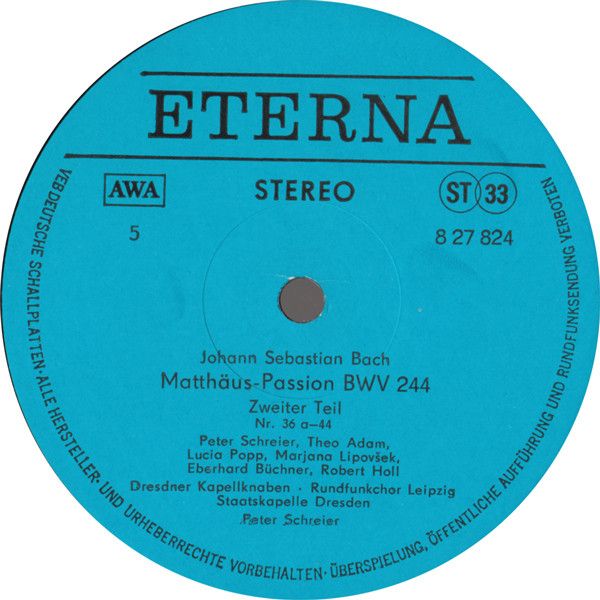 ETERNA
AWA
STEREO
ST 33
5
8 27 824
Johann Sebastian Bach
Matthäus-Passion BWV 244
Zweiter Teil
Nr. 36 a–44
Peter Schreier, Theo Adam,
Lucia Popp, Marjana Lipovšek,
Eberhard Büchner, Robert Holl
Dresdner Kapellknaben · Rundfunkchor Leipzig
Staatskapelle Dresden
Peter Schreier
VEB DEUTSCHE SCHALLPLATTEN · ALLE HERSTELLER- UND URHEBERRECHTE VORBEHALTEN · ÜBERSPIELUNG, ÖFFENTLICHE AUFFÜHRUNG UND RUNDFUNKSENDUNG VERBOTEN